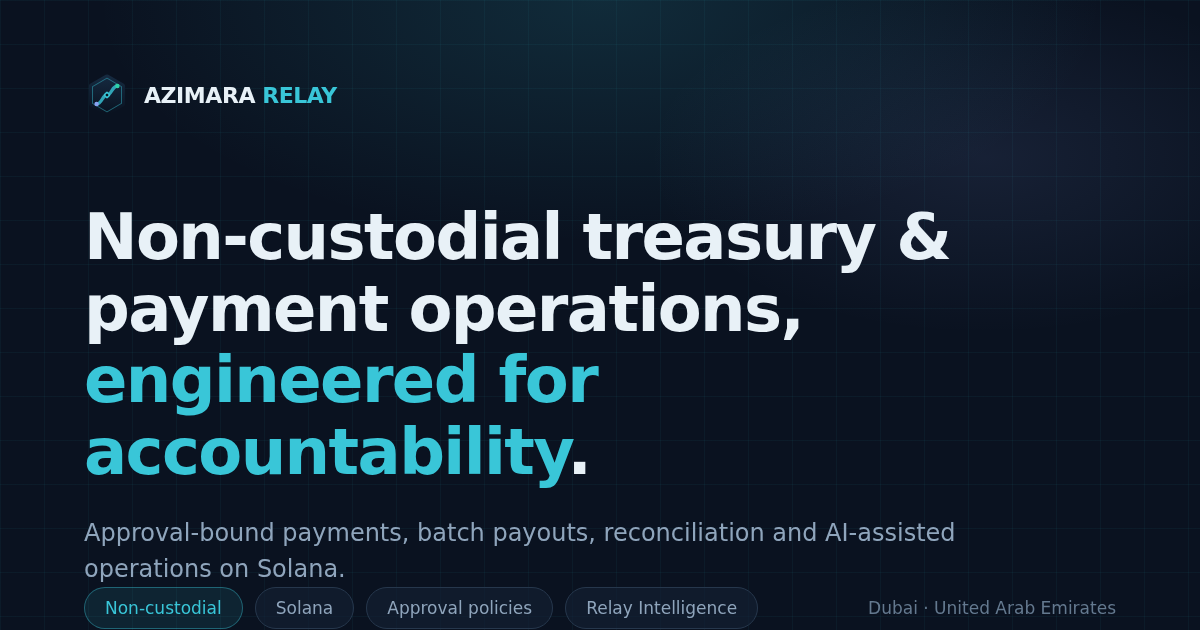 AZIMARA RELAY
Non-custodial treasury &
payment operations,
engineered for
accountability.
Approval-bound payments, batch payouts, reconciliation and AI-assisted
operations on Solana.
Non-custodial Solana Approval policies Relay Intelligence Dubai · United Arab Emirates